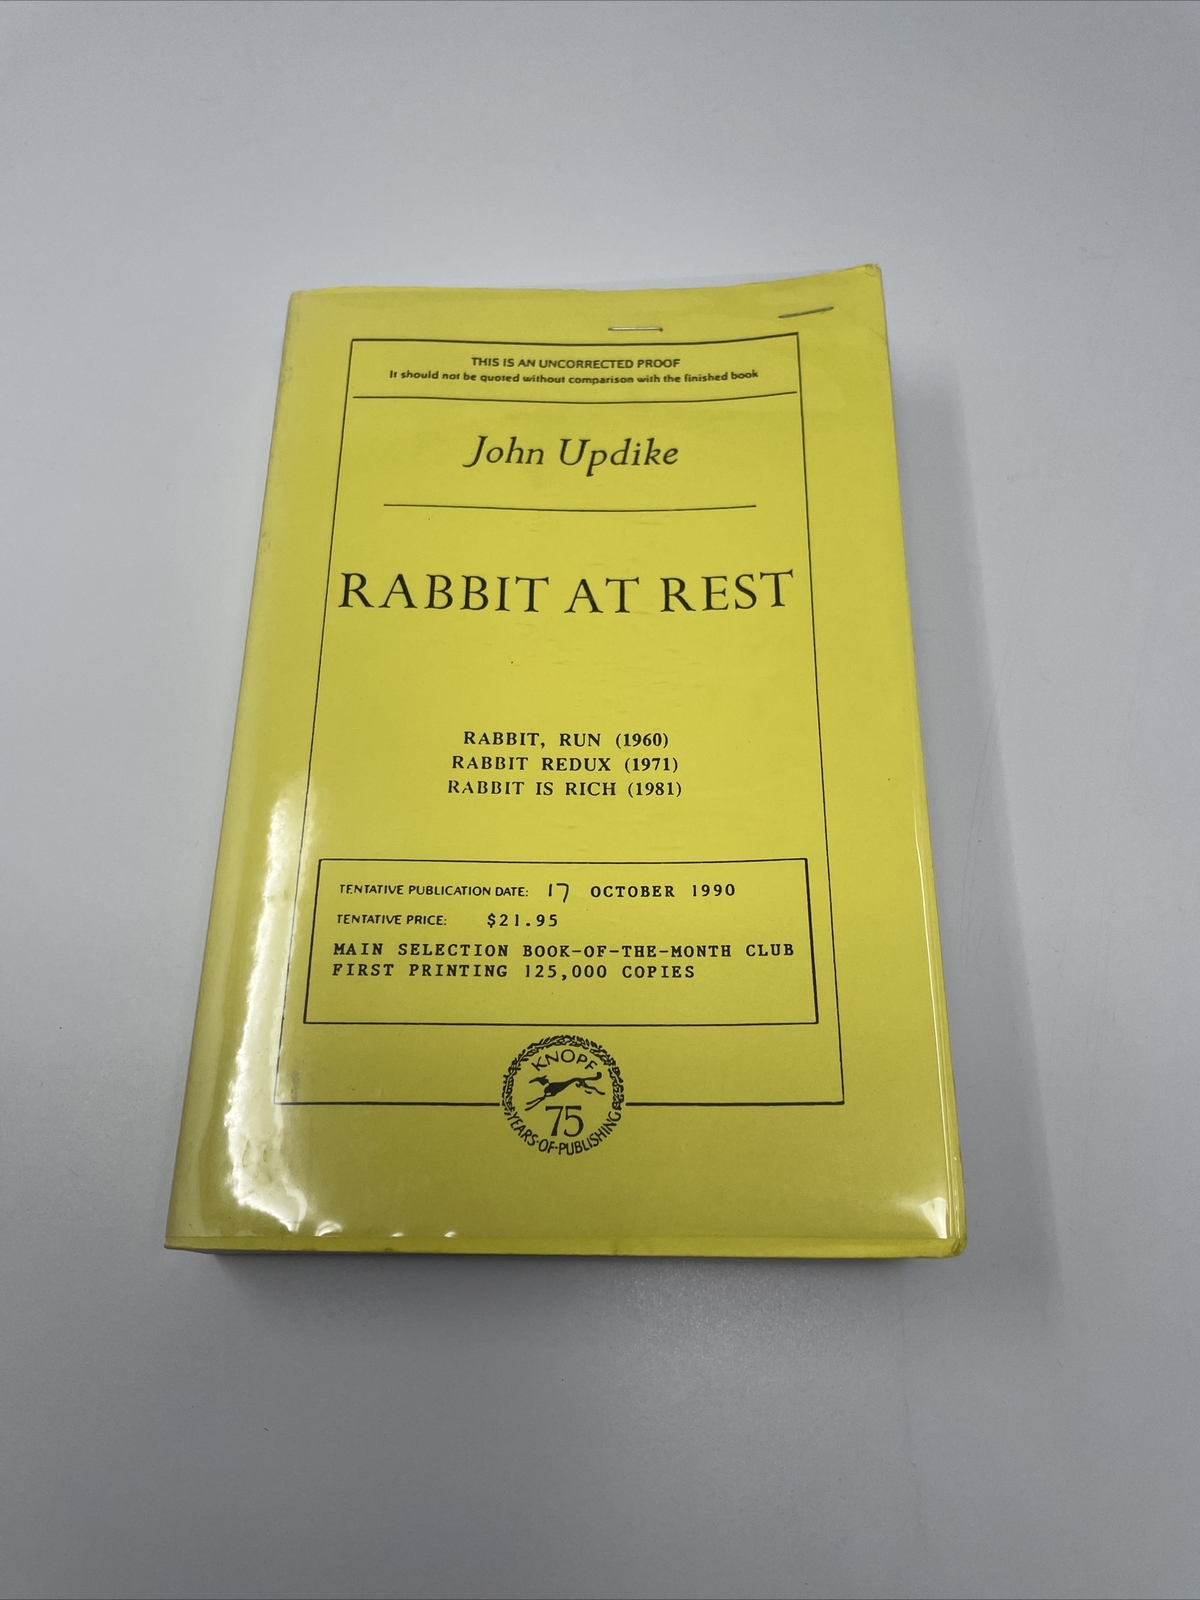 THIS IS AN UNCORRECTED PROOF
It should not be quoted without comparison with the finished book
John Updike
RABBIT AT REST
RABBIT, RUN (1960)
RABBIT REDUX (1971)
RABBIT IS RICH (1981)
TENTATIVE PUBLICATION DATE: 17 OCTOBER 1990
TENTATIVE PRICE: $21.95
MAIN SELECTION BOOK-OF-THE-MONTH CLUB
FIRST PRINTING 125,000 COPIES
KNOPF
75
YEARS·OF·PUBLISHING